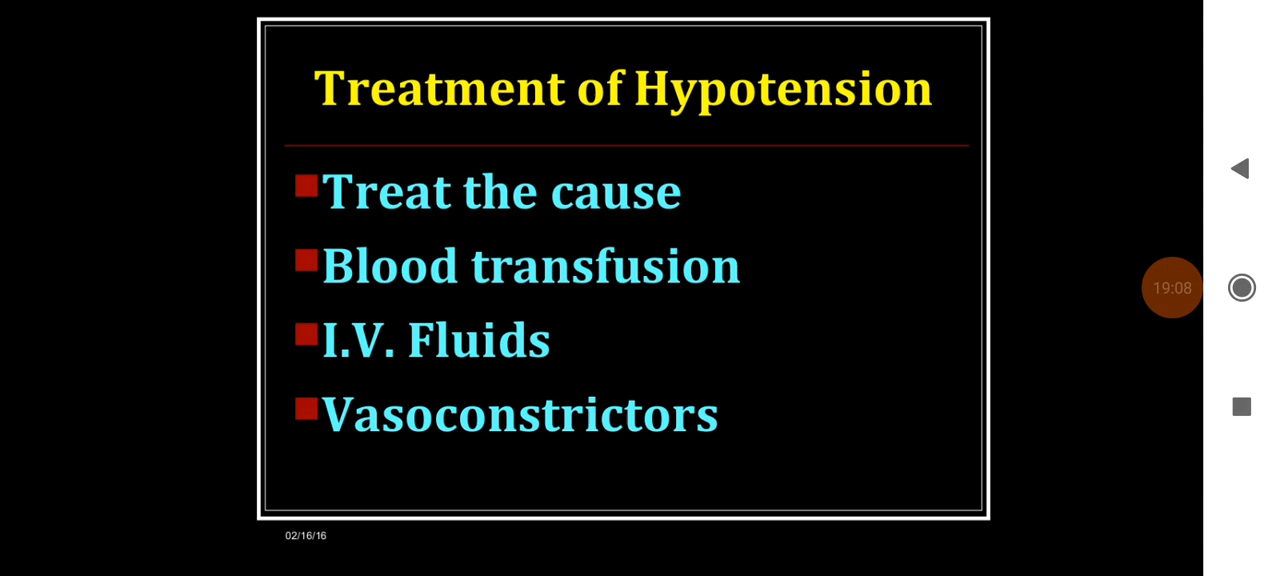 Treatment of Hypotension
Treat the cause
Blood transfusion
I.V. Fluids
Vasoconstrictors
19:08
02/16/16